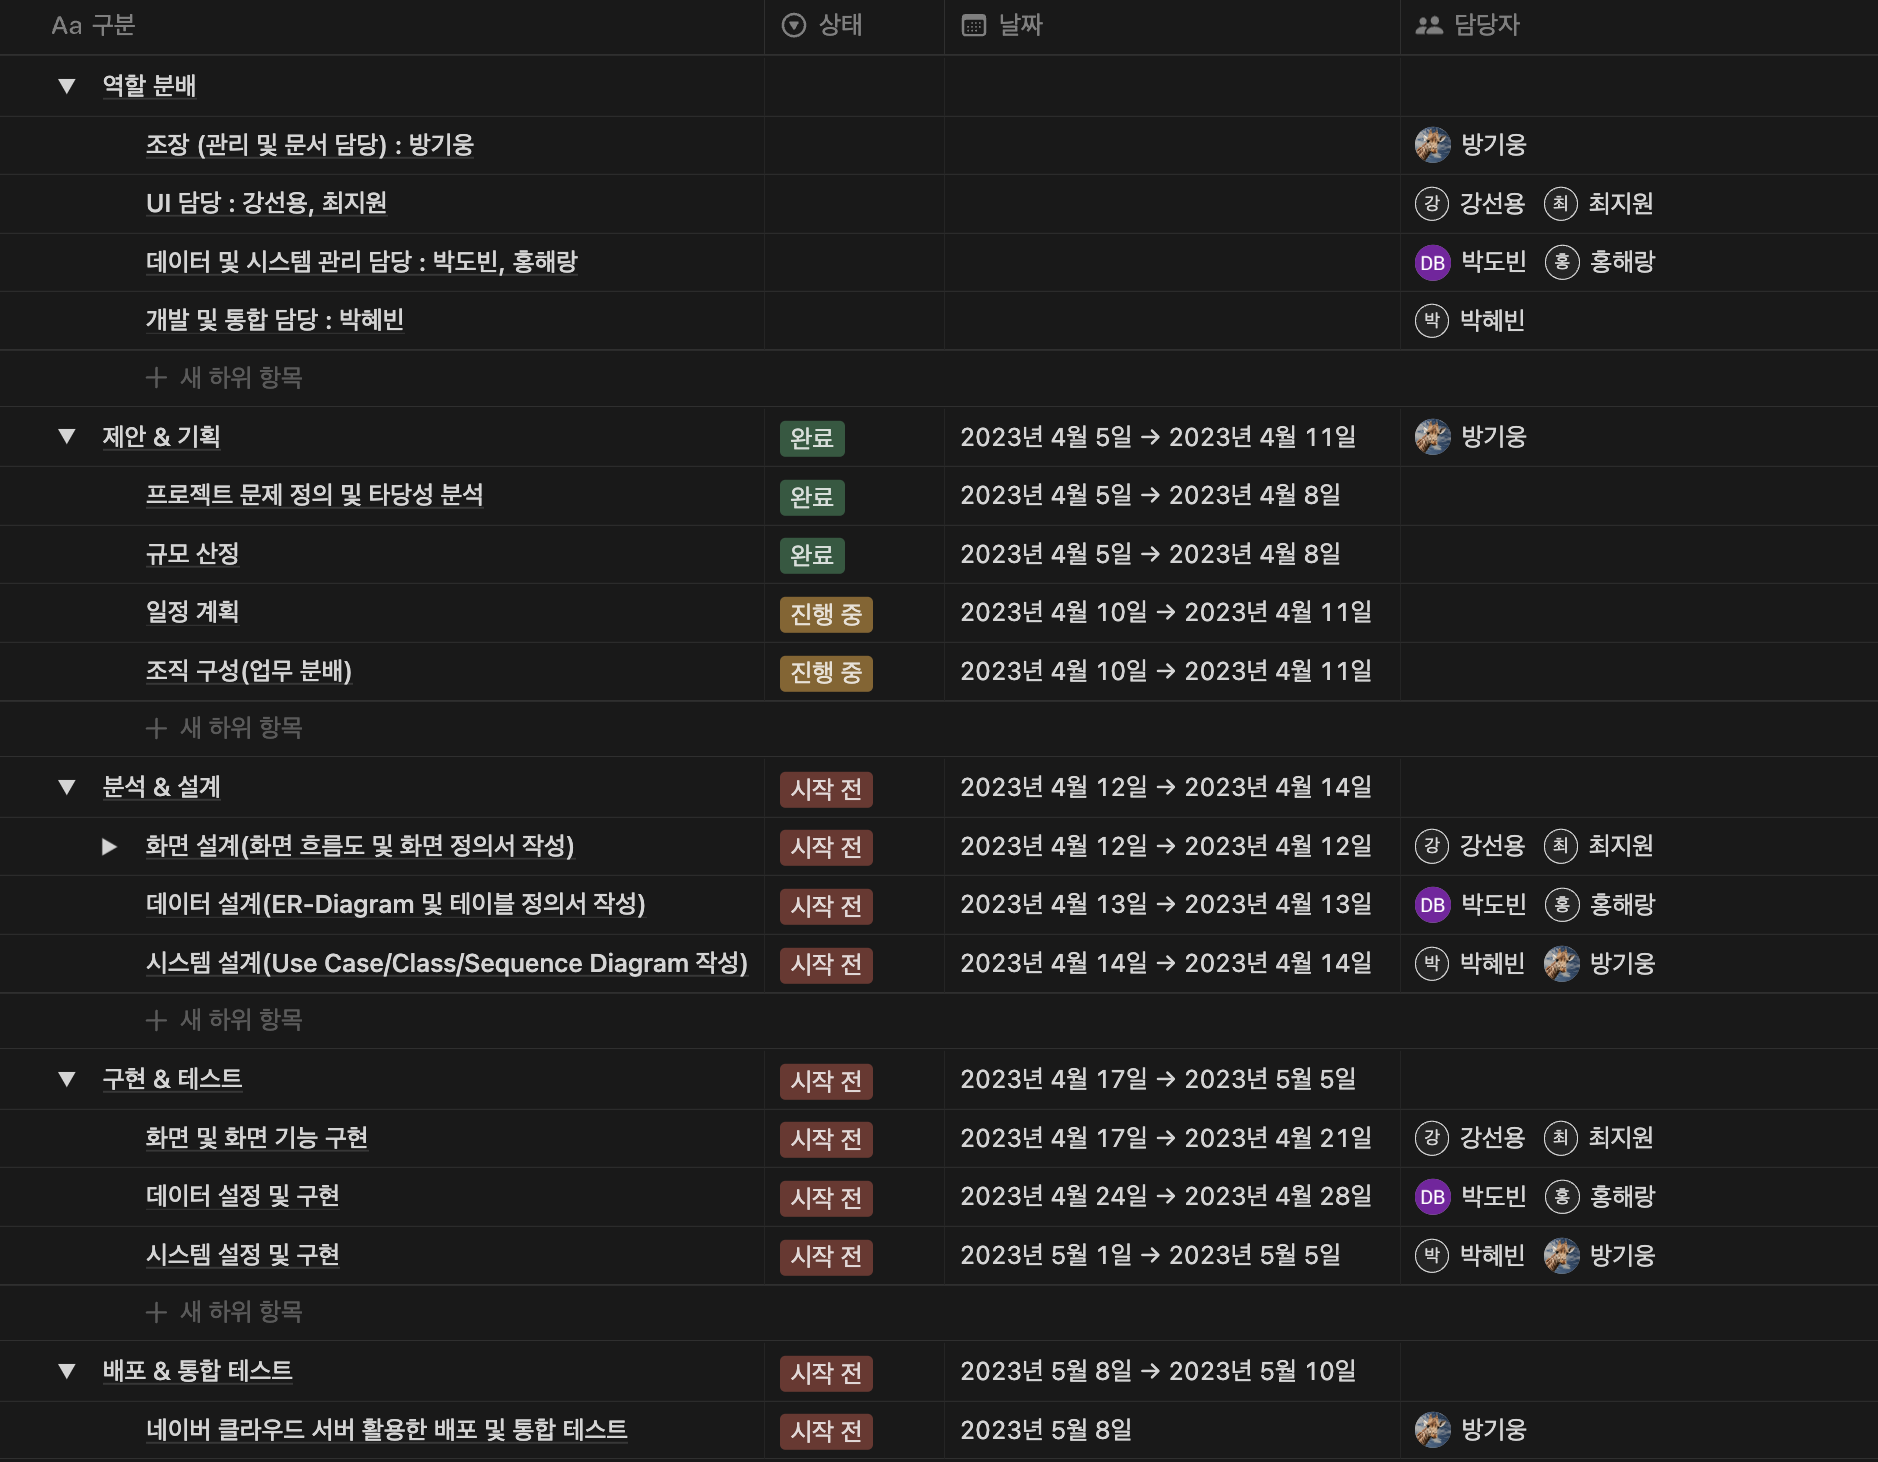 Aa 구분 상태 날짜 담당자
역할 분배
조장 (관리 및 문서 담당) : 방기웅 방기웅
UI 담당 : 강선용, 최지원 강 강선용 최 최지원
데이터 및 시스템 관리 담당 : 박도빈, 홍해랑 DB 박도빈 홍 홍해랑
개발 및 통합 담당 : 박혜빈 박 박혜빈
+ 새 하위 항목
제안 & 기획 완료 2023년 4월 5일 → 2023년 4월 11일 방기웅
프로젝트 문제 정의 및 타당성 분석 완료 2023년 4월 5일 → 2023년 4월 8일
규모 산정 완료 2023년 4월 5일 → 2023년 4월 8일
일정 계획 진행 중 2023년 4월 10일 → 2023년 4월 11일
조직 구성(업무 분배) 진행 중 2023년 4월 10일 → 2023년 4월 11일
+ 새 하위 항목
분석 & 설계 시작 전 2023년 4월 12일 → 2023년 4월 14일
화면 설계(화면 흐름도 및 화면 정의서 작성) 시작 전 2023년 4월 12일 → 2023년 4월 12일 강 강선용 최 최지원
데이터 설계(ER-Diagram 및 테이블 정의서 작성) 시작 전 2023년 4월 13일 → 2023년 4월 13일 DB 박도빈 홍 홍해랑
시스템 설계(Use Case/Class/Sequence Diagram 작성) 시작 전 2023년 4월 14일 → 2023년 4월 14일 박 박혜빈 방기웅
+ 새 하위 항목
구현 & 테스트 시작 전 2023년 4월 17일 → 2023년 5월 5일
화면 및 화면 기능 구현 시작 전 2023년 4월 17일 → 2023년 4월 21일 강 강선용 최 최지원
데이터 설정 및 구현 시작 전 2023년 4월 24일 → 2023년 4월 28일 DB 박도빈 홍 홍해랑
시스템 설정 및 구현 시작 전 2023년 5월 1일 → 2023년 5월 5일 박 박혜빈 방기웅
+ 새 하위 항목
배포 & 통합 테스트 시작 전 2023년 5월 8일 → 2023년 5월 10일
네이버 클라우드 서버 활용한 배포 및 통합 테스트 시작 전 2023년 5월 8일 방기웅